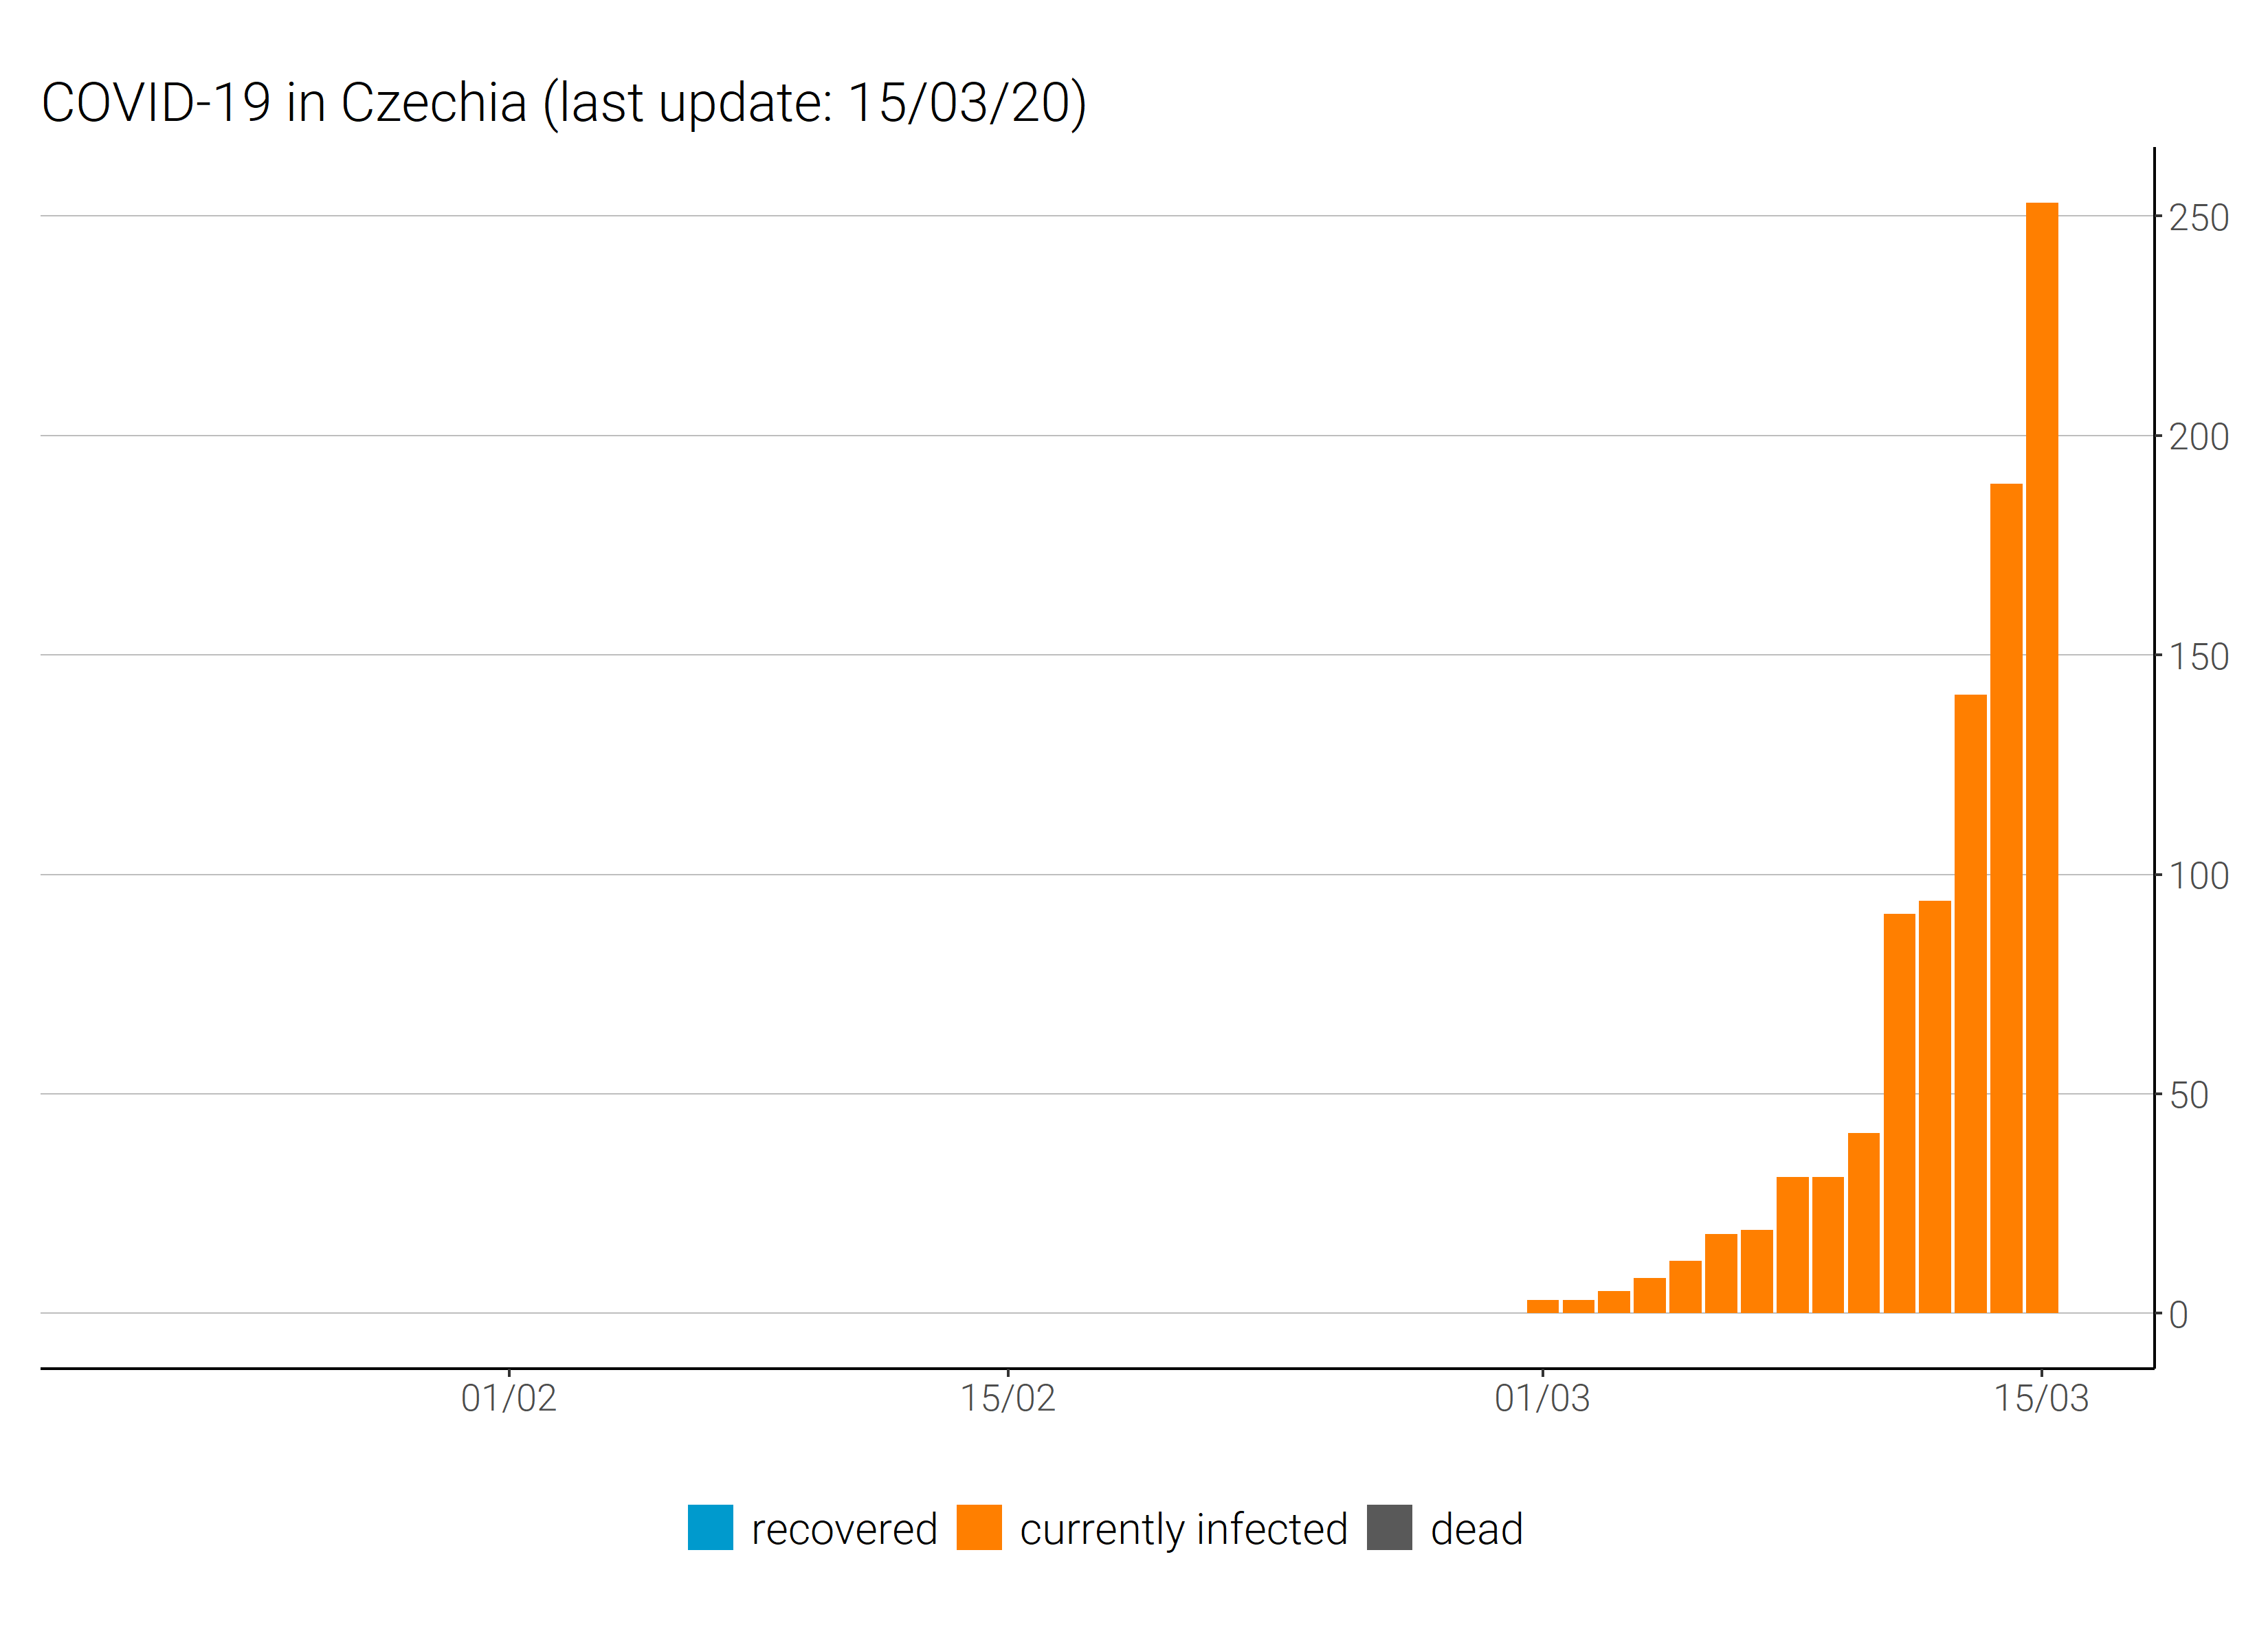 COVID-19 in Czechia (last update: 15/03/20)
250
200
150
100
50
0
01/02 15/02 01/03 15/03
recovered currently infected dead